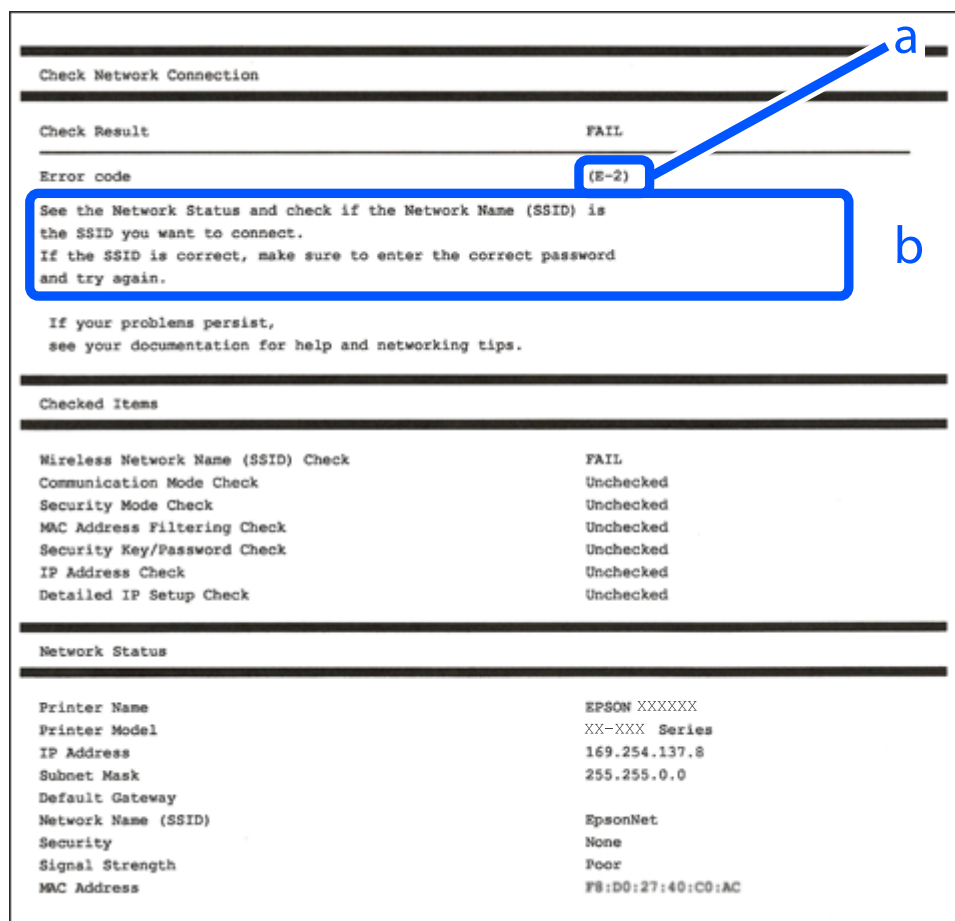 a
Check Network Connection
Check Result FAIL
Error code (E-2)
See the Network Status and check if the Network Name (SSID) is
the SSID you want to connect.
If the SSID is correct, make sure to enter the correct password
and try again.
b
If your problems persist,
see your documentation for help and networking tips.
Checked Items
Wireless Network Name (SSID) Check FAIL
Communication Mode Check Unchecked
Security Mode Check Unchecked
MAC Address Filtering Check Unchecked
Security Key/Password Check Unchecked
IP Address Check Unchecked
Detailed IP Setup Check Unchecked
Network Status
Printer Name EPSON XXXXXX
Printer Model XX-XXX Series
IP Address 169.254.137.8
Subnet Mask 255.255.0.0
Default Gateway
Network Name (SSID) EpsonNet
Security None
Signal Strength Poor
MAC Address F8:D0:27:40:C0:AC